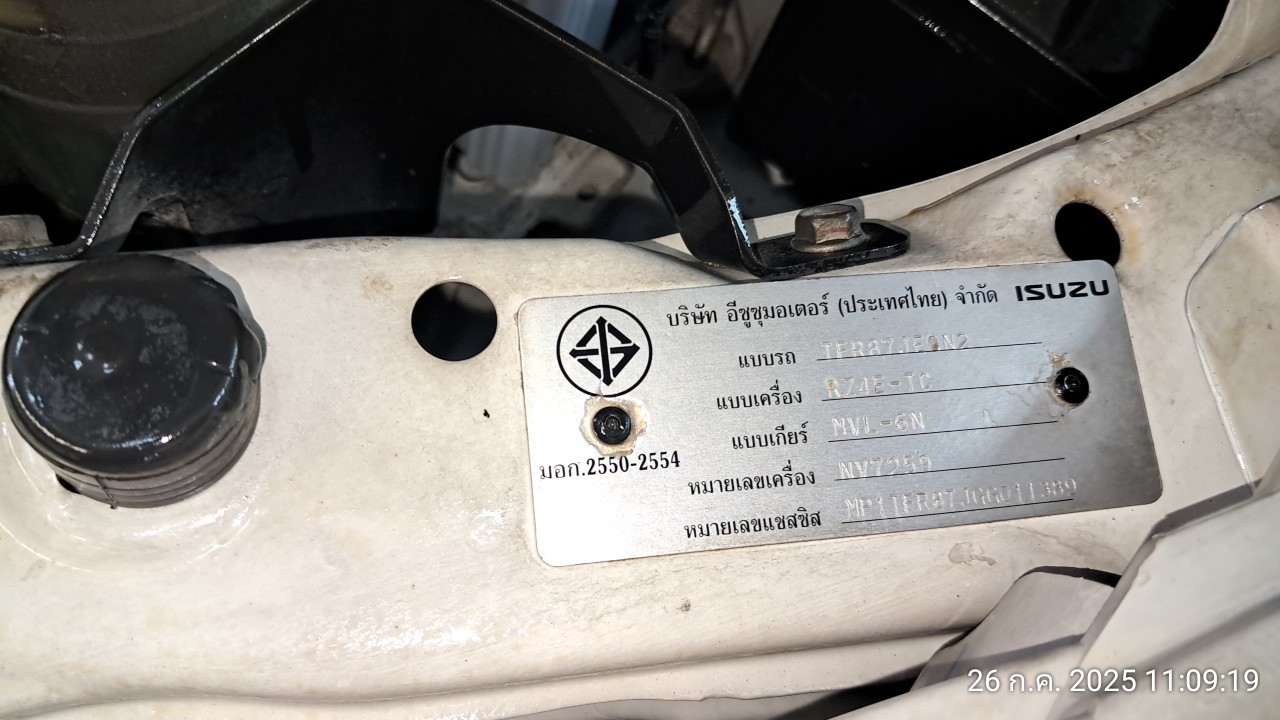 บริษัท อีซูซุมอเตอร์ (ประเทศไทย) จำกัด ISUZU
แบบรถ
แบบเครื่อง RZ4E-TC
แบบเกียร์ MVL-6N
มอก.2550-2554
หมายเลขเครื่อง
หมายเลขแชสซิส
26 ก.ค. 2025 11:09:19